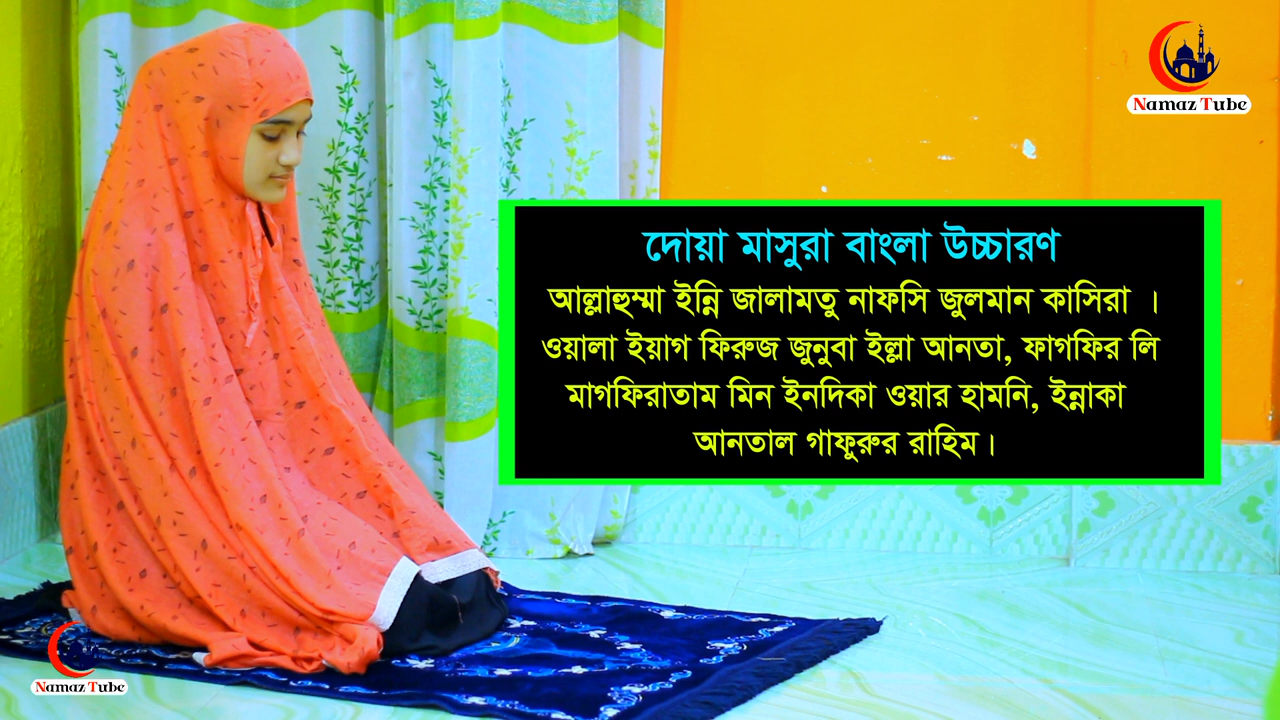 Namaz Tube
দোয়া মাসুরা বাংলা উচ্চারণ
আল্লাহুম্মা ইন্নি জালামতু নাফসি জুলমান কাসিরা ।
ওয়ালা ইয়াগ ফিরুজ জুনুবা ইল্লা আনতা, ফাগফির লি
মাগফিরাতাম মিন ইনদিকা ওয়ার হামনি, ইন্নাকা
আনতাল গাফুরুর রাহিম।
Namaz Tube